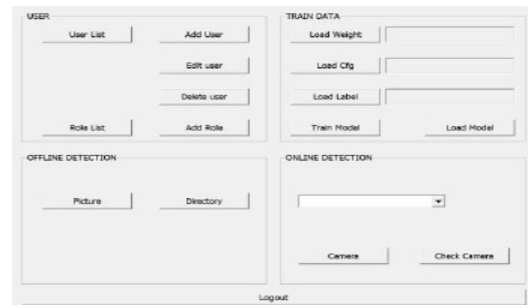 USER
User List
Add User
Edit user
Delete user
Role List
Add Role
TRAIN DATA
Load Weight
Load Cfg
Load Label
Train Model
Load Model
OFFLINE DETECTION
Picture
Directory
ONLINE DETECTION
Camera
Check Camera
Logout